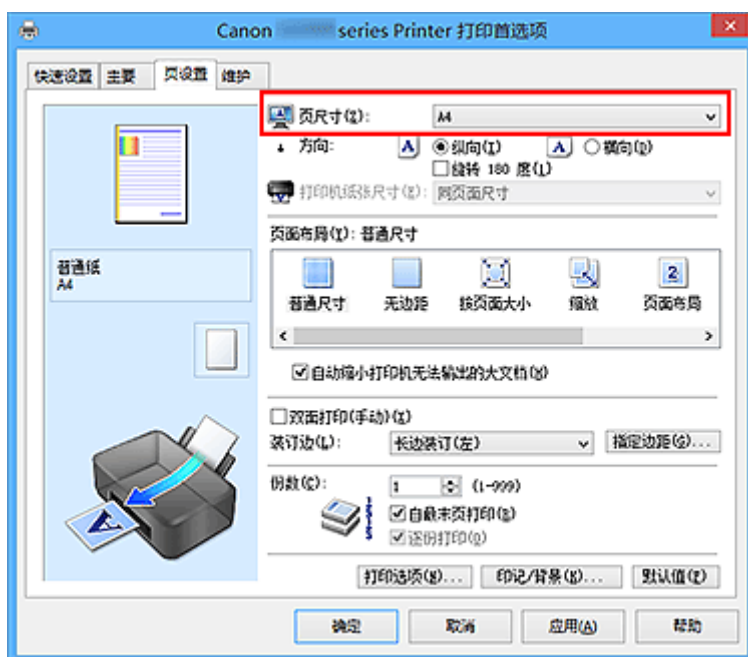 Canon series Printer 打印首选项
快速设置 主要 页设置 维护
页尺寸(Z): A4
方向: A 纵向(I) A 横向(D)
旋转 180 度(L)
打印机纸张尺寸(E): 同页面尺寸
页面布局(Y): 普通尺寸
普通尺寸 无边距 按页面大小 缩放 页面布局
普通纸
A4
自动缩小打印机无法输出的大文档(8)
双面打印(手动)(X)
装订边(L): 长边装订(左) 指定边距(G)...
份数(C): 1 (1-999)
自最末页打印(B)
逐份打印(O)
打印选项(N)... 印记/背景(K)... 默认值(F)
确定 取消 应用(A) 帮助